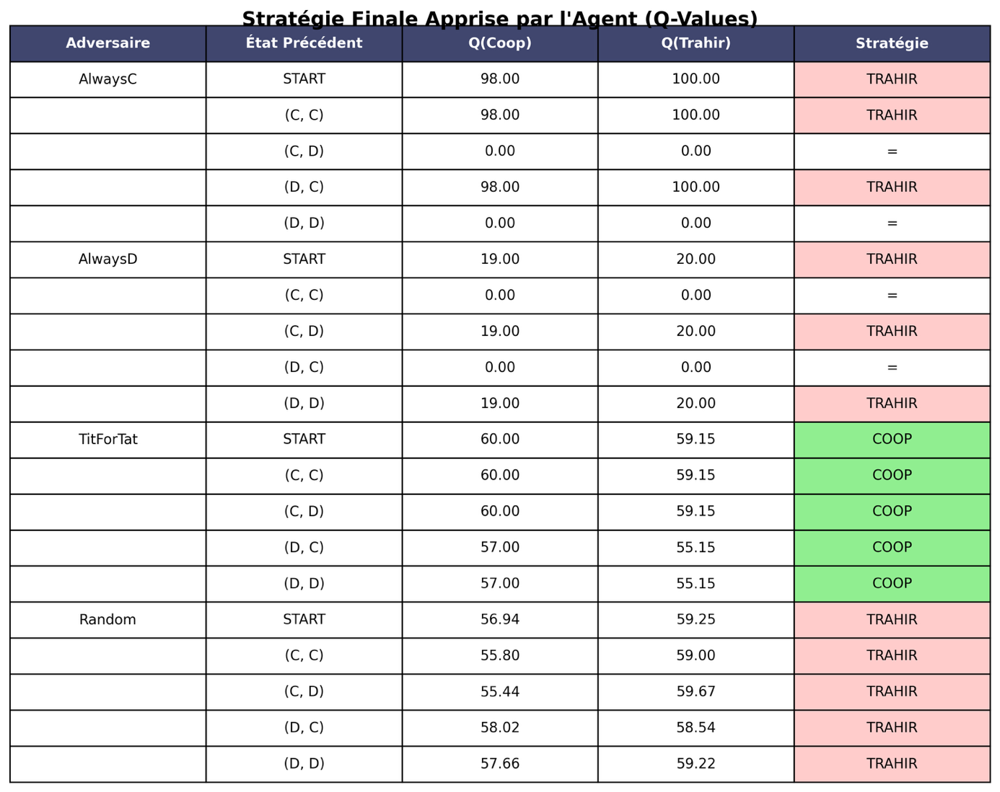 Stratégie Finale Apprise par l'Agent (Q-Values)
Adversaire État Précédent Q(Coop) Q(Trahir) Stratégie
AlwaysC START 98.00 100.00 TRAHIR
(C, C) 98.00 100.00 TRAHIR
(C, D) 0.00 0.00 =
(D, C) 98.00 100.00 TRAHIR
(D, D) 0.00 0.00 =
AlwaysD START 19.00 20.00 TRAHIR
(C, C) 0.00 0.00 =
(C, D) 19.00 20.00 TRAHIR
(D, C) 0.00 0.00 =
(D, D) 19.00 20.00 TRAHIR
TitForTat START 60.00 59.15 COOP
(C, C) 60.00 59.15 COOP
(C, D) 60.00 59.15 COOP
(D, C) 57.00 55.15 COOP
(D, D) 57.00 55.15 COOP
Random START 56.94 59.25 TRAHIR
(C, C) 55.80 59.00 TRAHIR
(C, D) 55.44 59.67 TRAHIR
(D, C) 58.02 58.54 TRAHIR
(D, D) 57.66 59.22 TRAHIR